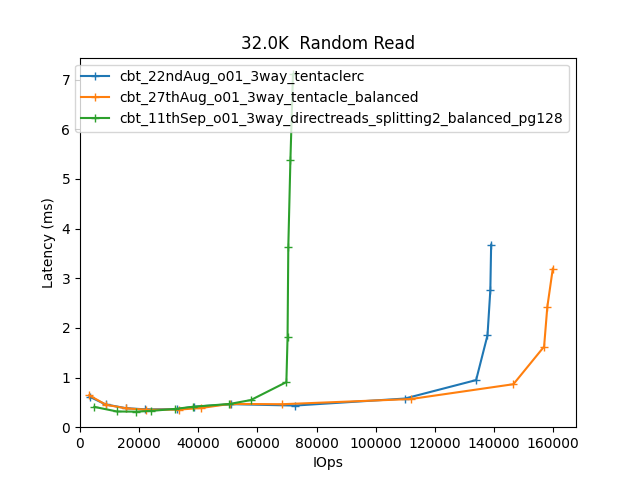 32.0K  Random Read
cbt_22ndAug_o01_3way_tentaclerc
cbt_27thAug_o01_3way_tentacle_balanced
cbt_11thSep_o01_3way_directreads_splitting2_balanced_pg128
Latency (ms)
7
6
5
4
3
2
1
0
0 20000 40000 60000 80000 100000 120000 140000 160000
IOps